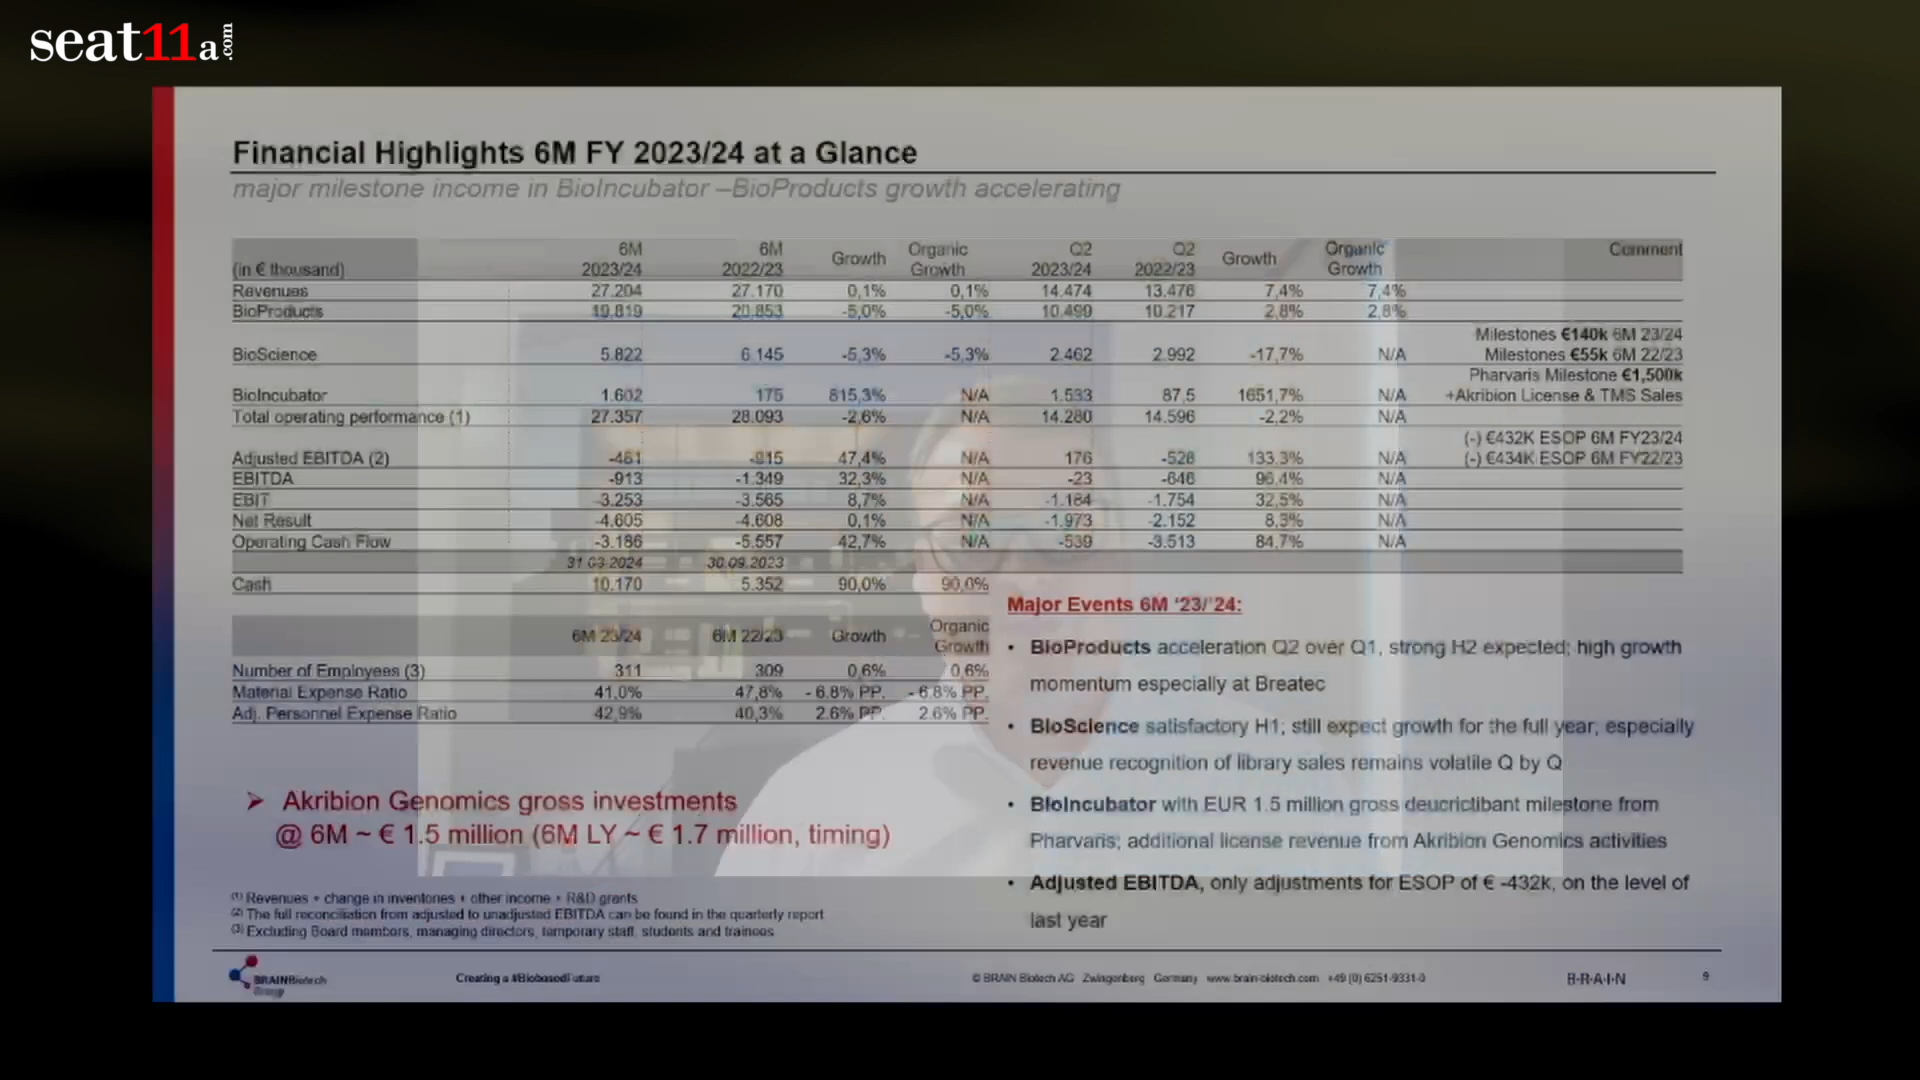 seat11a.com
Financial Highlights 6M FY 2023/24 at a Glance
major milestone income in BioIncubator –BioProducts growth accelerating
(in € thousand) 6M 2023/24 6M 2022/23 Growth Organic Growth Q2 2023/24 Q2 2022/23 Growth Organic Growth Comment
Revenues 27.204 27.170 0,1% 0,1% 14.474 13.476 7,4% 7,4%
BioProducts 19.819 20.853 -5,0% -5,0% 10.499 10.217 2,8% 2,8%
Milestones €140k 6M 23/24
BioScience 5.822 6.145 -5,3% -5,3% 2.462 2.992 -17,7% N/A Milestones €55k 6M 22/23
Pharvaris Milestone €1,500k
BioIncubator 1.602 175 815,3% N/A 1.533 87,5 1651,7% N/A +Akribion License & TMS Sales
Total operating performance (1) 27.357 28.093 -2,6% N/A 14.280 14.596 -2,2% N/A
(-) €432K ESOP 6M FY23/24
Adjusted EBITDA (2) -481 -915 47,4% N/A 176 -528 133,3% N/A (-) €434K ESOP 6M FY22/23
EBITDA -913 -1.349 32,3% N/A -23 -646 96,4% N/A
EBIT -3.253 -3.565 8,7% N/A -1.184 -1.754 32,5% N/A
Net Result -4.605 -4.608 0,1% N/A -1.973 -2.152 8,3% N/A
Operating Cash Flow -3.186 -5.557 42,7% N/A -539 -3.513 84,7% N/A
31.03.2024 30.09.2023
Cash 10.170 5.352 90,0% 90,0%
6M 23/24 6M 22/23 Growth Organic Growth
Number of Employees (3) 311 309 0,6% 0,6%
Material Expense Ratio 41,0% 47,8% - 6.8% PP. - 6.8% PP.
Adj. Personnel Expense Ratio 42,9% 40,3% 2.6% PP. 2.6% PP.
➢ Akribion Genomics gross investments
@ 6M ~ € 1.5 million (6M LY ~ € 1.7 million, timing)
Major Events 6M ‘23/’24:
• BioProducts acceleration Q2 over Q1, strong H2 expected; high growth
momentum especially at Breatec
• BioScience satisfactory H1; still expect growth for the full year; especially
revenue recognition of library sales remains volatile Q by Q
• BioIncubator with EUR 1.5 million gross deucrictibant milestone from
Pharvaris; additional license revenue from Akribion Genomics activities
• Adjusted EBITDA, only adjustments for ESOP of € -432k, on the level of
last year
(1) Revenues + change in inventories + other income + R&D grants
(2) The full reconciliation from adjusted to unadjusted EBITDA can be found in the quarterly report
(3) Excluding Board members, managing directors, temporary staff, students and trainees
BRAINBiotech
Group
Creating a #BiobasedFuture
© BRAIN Biotech AG Zwingenberg Germany www.brain-biotech.com +49 (0) 6251-9331-0
B·R·A·I·N
9